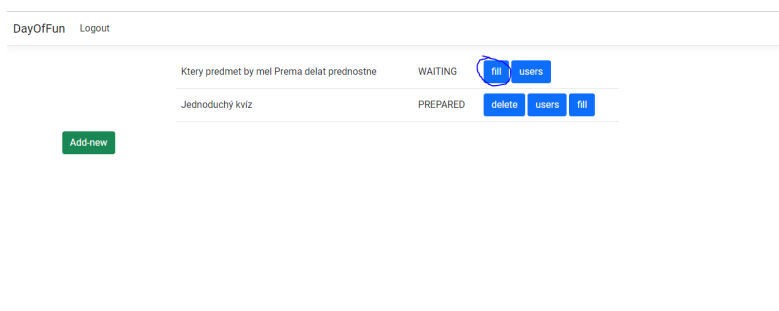 DayOfFun Logout
Ktery predmet by mel Prema delat prednostne WAITING fill users
Jednoduchý kvíz PREPARED delete users fill
Add-new